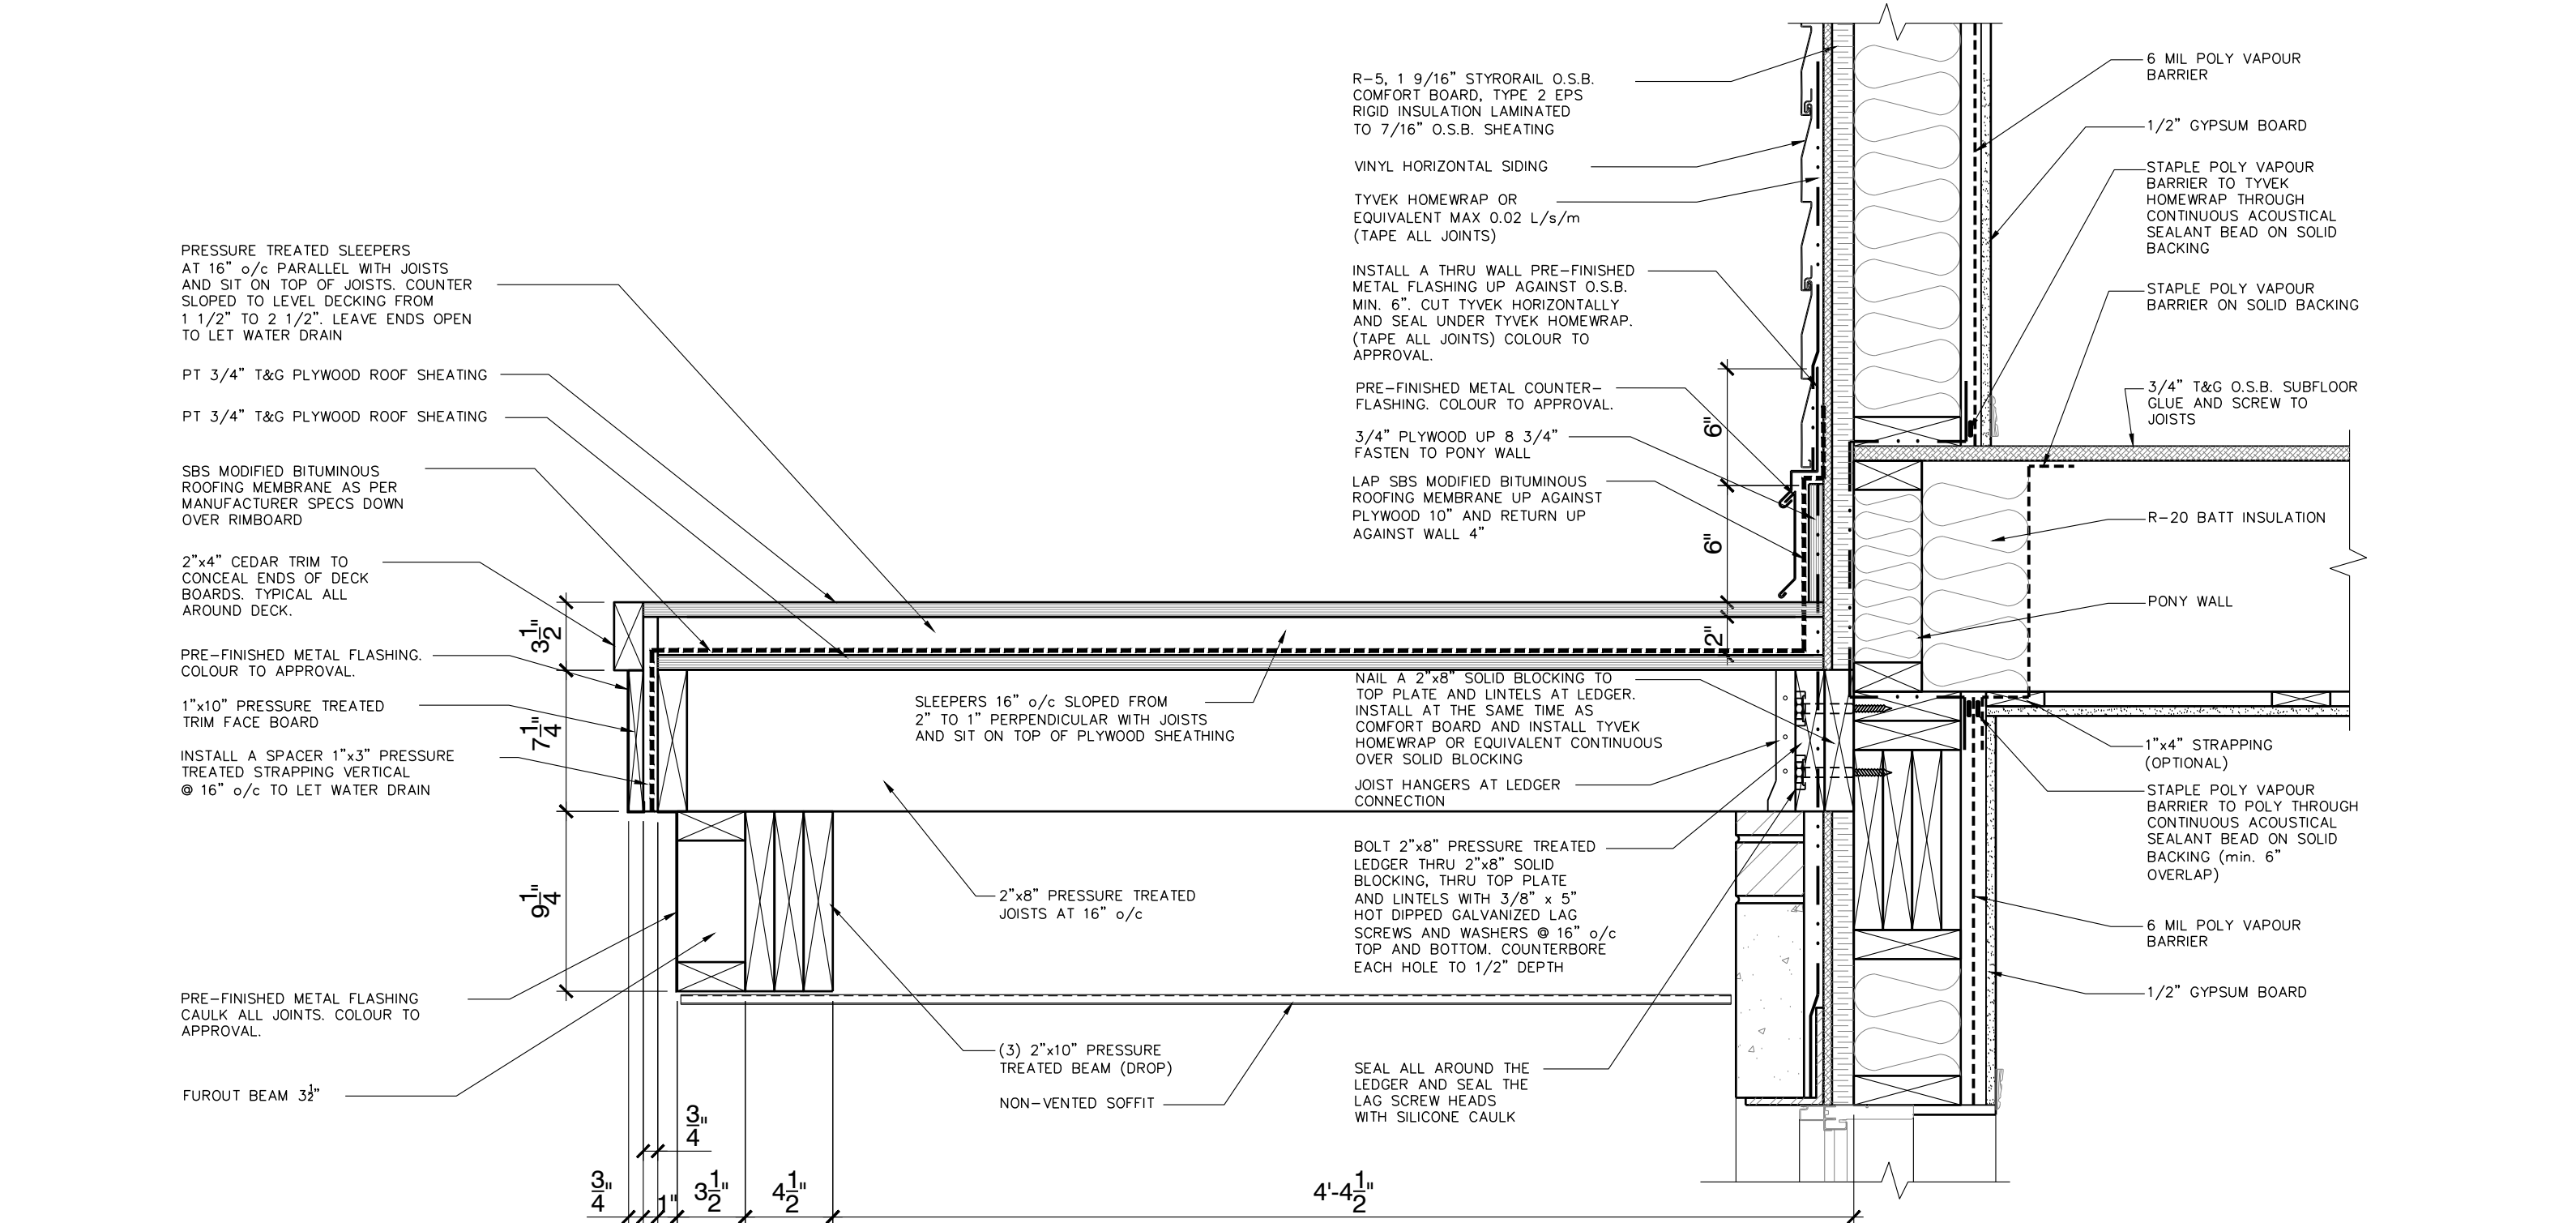 PRESSURE TREATED SLEEPERS
AT 16" o/c PARALLEL WITH JOISTS
AND SIT ON TOP OF JOISTS. COUNTER
SLOPED TO LEVEL DECKING FROM
1 1/2" TO 2 1/2". LEAVE ENDS OPEN
TO LET WATER DRAIN
PT 3/4" T&G PLYWOOD ROOF SHEATING
PT 3/4" T&G PLYWOOD ROOF SHEATING
SBS MODIFIED BITUMINOUS
ROOFING MEMBRANE AS PER
MANUFACTURER SPECS DOWN
OVER RIMBOARD
2"x4" CEDAR TRIM TO
CONCEAL ENDS OF DECK
BOARDS. TYPICAL ALL
AROUND DECK.
PRE-FINISHED METAL FLASHING.
COLOUR TO APPROVAL.
1"x10" PRESSURE TREATED
TRIM FACE BOARD
INSTALL A SPACER 1"x3" PRESSURE
TREATED STRAPPING VERTICAL
@ 16" o/c TO LET WATER DRAIN
PRE-FINISHED METAL FLASHING
CAULK ALL JOINTS. COLOUR TO
APPROVAL.
FUROUT BEAM 3 1/2"
3 1/2"
7 1/4"
9 1/4"
SLEEPERS 16" o/c SLOPED FROM
2" TO 1" PERPENDICULAR WITH JOISTS
AND SIT ON TOP OF PLYWOOD SHEATHING
2"x8" PRESSURE TREATED
JOISTS AT 16" o/c
(3) 2"x10" PRESSURE
TREATED BEAM (DROP)
NON-VENTED SOFFIT
R-5, 1 9/16" STYRORAIL O.S.B.
COMFORT BOARD, TYPE 2 EPS
RIGID INSULATION LAMINATED
TO 7/16" O.S.B. SHEATING
VINYL HORIZONTAL SIDING
TYVEK HOMEWRAP OR
EQUIVALENT MAX 0.02 L/s/m
(TAPE ALL JOINTS)
INSTALL A THRU WALL PRE-FINISHED
METAL FLASHING UP AGAINST O.S.B.
MIN. 6". CUT TYVEK HORIZONTALLY
AND SEAL UNDER TYVEK HOMEWRAP.
(TAPE ALL JOINTS) COLOUR TO
APPROVAL.
PRE-FINISHED METAL COUNTER-
FLASHING. COLOUR TO APPROVAL.
3/4" PLYWOOD UP 8 3/4"
FASTEN TO PONY WALL
LAP SBS MODIFIED BITUMINOUS
ROOFING MEMBRANE UP AGAINST
PLYWOOD 10" AND RETURN UP
AGAINST WALL 4"
6"
6"
2"
NAIL A 2"x8" SOLID BLOCKING TO
TOP PLATE AND LINTELS AT LEDGER.
INSTALL AT THE SAME TIME AS
COMFORT BOARD AND INSTALL TYVEK
HOMEWRAP OR EQUIVALENT CONTINUOUS
OVER SOLID BLOCKING
JOIST HANGERS AT LEDGER
CONNECTION
BOLT 2"x8" PRESSURE TREATED
LEDGER THRU 2"x8" SOLID
BLOCKING, THRU TOP PLATE
AND LINTELS WITH 3/8" x 5"
HOT DIPPED GALVANIZED LAG
SCREWS AND WASHERS @ 16" o/c
TOP AND BOTTOM. COUNTERBORE
EACH HOLE TO 1/2" DEPTH
SEAL ALL AROUND THE
LEDGER AND SEAL THE
LAG SCREW HEADS
WITH SILICONE CAULK
6 MIL POLY VAPOUR
BARRIER
1/2" GYPSUM BOARD
STAPLE POLY VAPOUR
BARRIER TO TYVEK
HOMEWRAP THROUGH
CONTINUOUS ACOUSTICAL
SEALANT BEAD ON SOLID
BACKING
STAPLE POLY VAPOUR
BARRIER ON SOLID BACKING
3/4" T&G O.S.B. SUBFLOOR
GLUE AND SCREW TO
JOISTS
R-20 BATT INSULATION
PONY WALL
1"x4" STRAPPING
(OPTIONAL)
STAPLE POLY VAPOUR
BARRIER TO POLY THROUGH
CONTINUOUS ACOUSTICAL
SEALANT BEAD ON SOLID
BACKING (min. 6"
OVERLAP)
6 MIL POLY VAPOUR
BARRIER
1/2" GYPSUM BOARD
3/4"
3/4"
1"
3 1/2"
4 1/2"
4'-4 1/2"